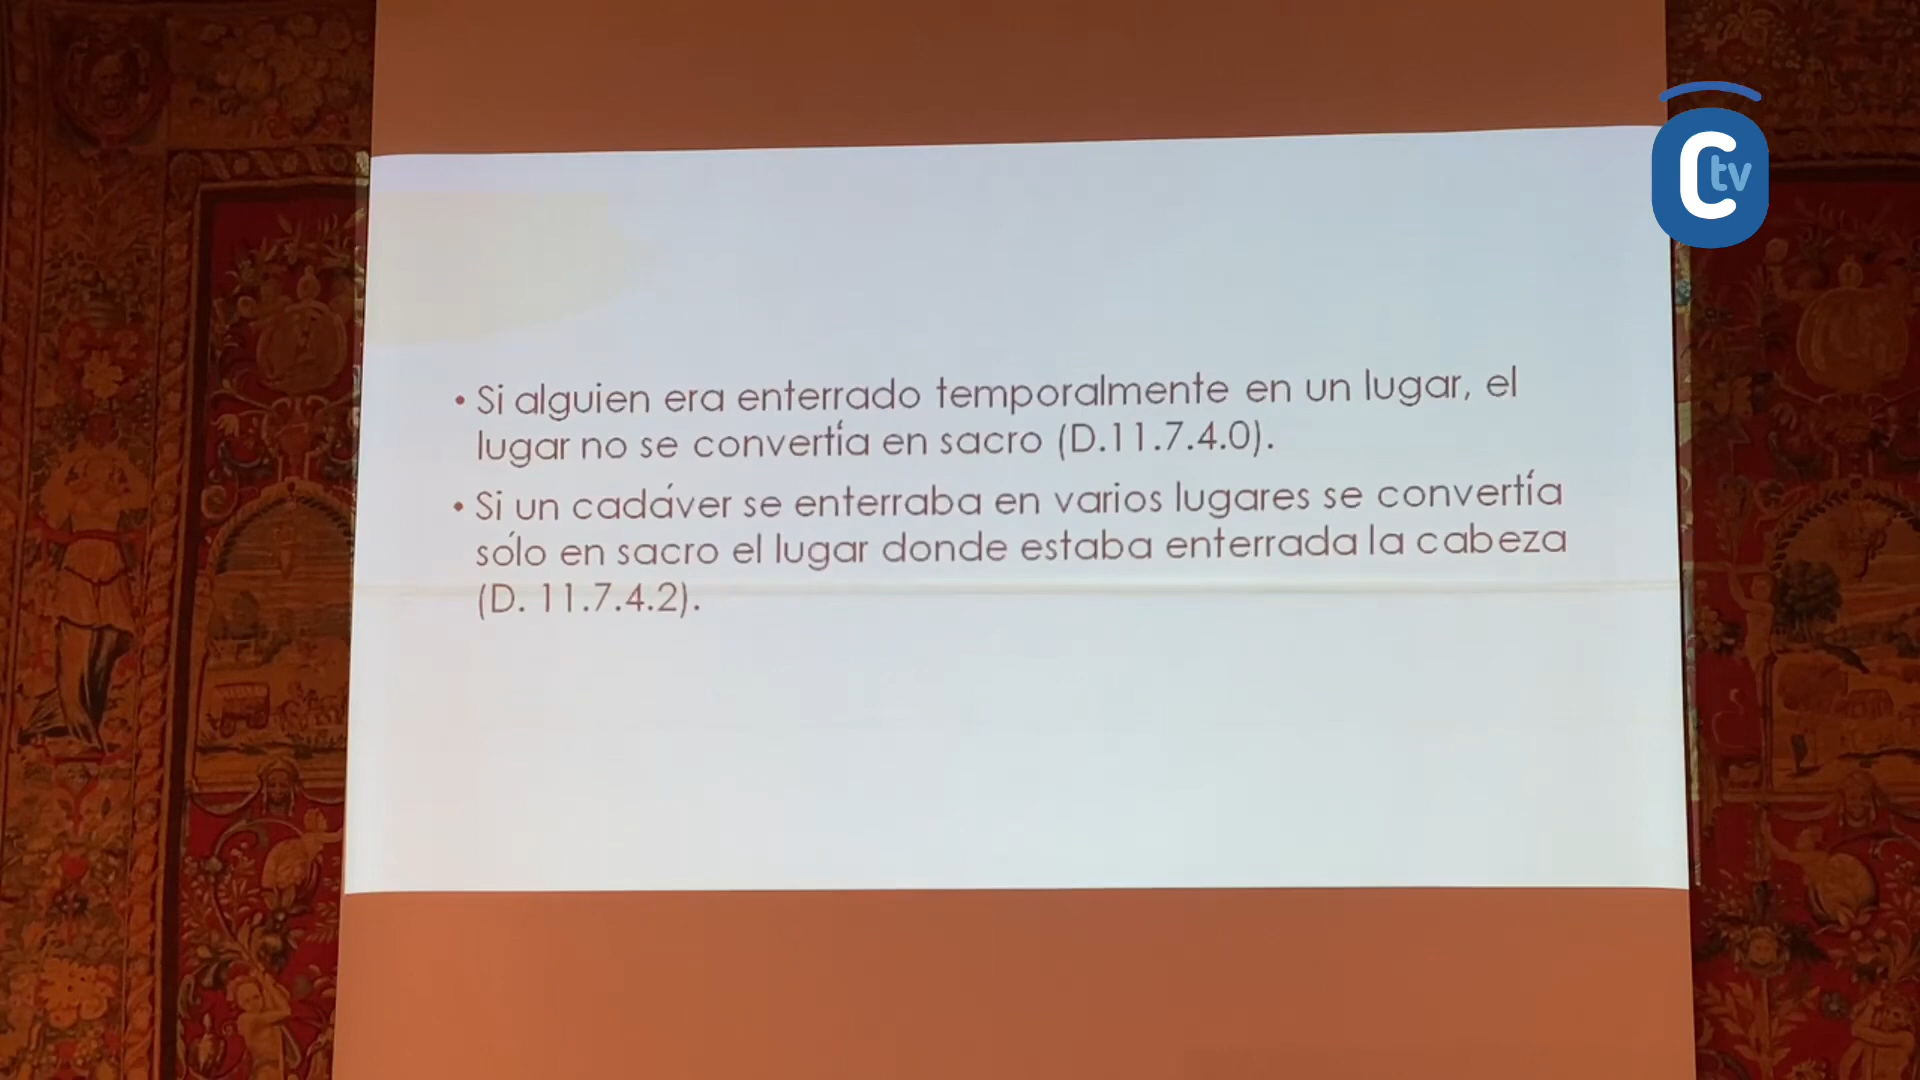 • Si alguien era enterrado temporalmente en un lugar, el
lugar no se convertía en sacro (D.11.7.4.0).
• Si un cadáver se enterraba en varios lugares se convertía
sólo en sacro el lugar donde estaba enterrada la cabeza
(D. 11.7.4.2).
C tv